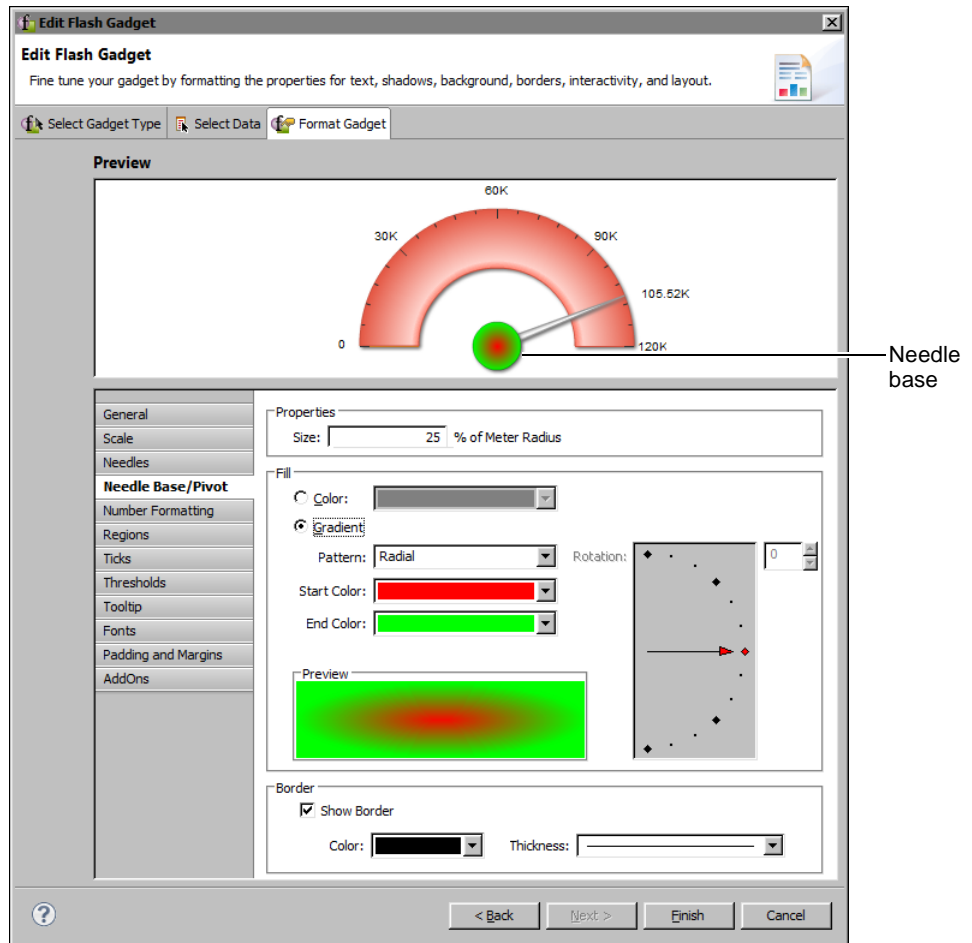 Edit Flash Gadget
Edit Flash Gadget
Fine tune your gadget by formatting the properties for text, shadows, background, borders, interactivity, and layout.
Select Gadget Type
Select Data
Format Gadget
Preview
60K
30K
90K
105.52K
0
120K
Needle
base
General
Scale
Needles
Needle Base/Pivot
Number Formatting
Regions
Ticks
Thresholds
Tooltip
Fonts
Padding and Margins
AddOns
Properties
Size: 25 % of Meter Radius
Fill
Color:
Gradient
Pattern: Radial
Rotation: 0
Start Color:
End Color:
Preview
Border
Show Border
Color:
Thickness:
?
< Back
Next >
Finish
Cancel